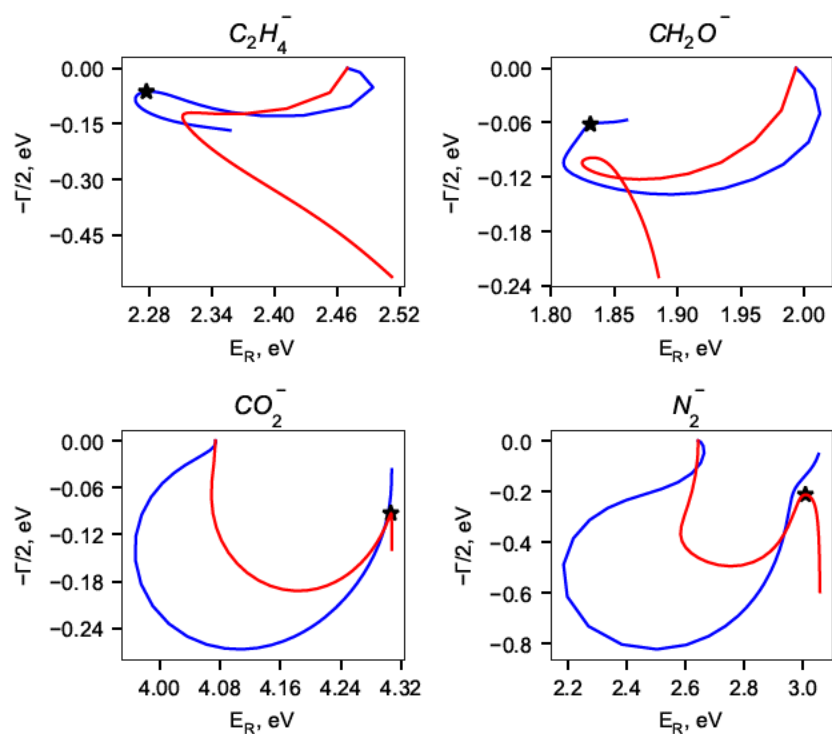 C₂H₄⁻
0.00
−0.15
−0.30
−0.45
−Γ/2, eV
2.28 2.34 2.40 2.46 2.52
E_R, eV
CH₂O⁻
0.00
−0.06
−0.12
−0.18
−0.24
−Γ/2, eV
1.80 1.85 1.90 1.95 2.00
E_R, eV
CO₂⁻
0.00
−0.06
−0.12
−0.18
−0.24
−Γ/2, eV
4.00 4.08 4.16 4.24 4.32
E_R, eV
N₂⁻
0.0
−0.2
−0.4
−0.6
−0.8
−Γ/2, eV
2.2 2.4 2.6 2.8 3.0
E_R, eV